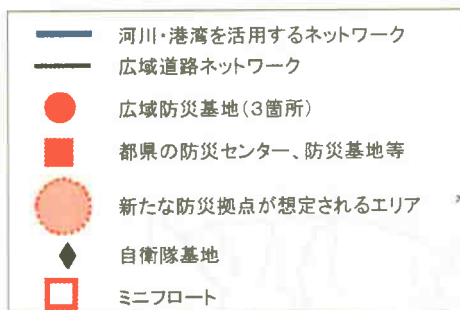 河川・港湾を活用するネットワーク
広域道路ネットワーク
広域防災基地(3箇所)
都県の防災センター、防災基地等
新たな防災拠点が想定されるエリア
自衛隊基地
ミニフロート